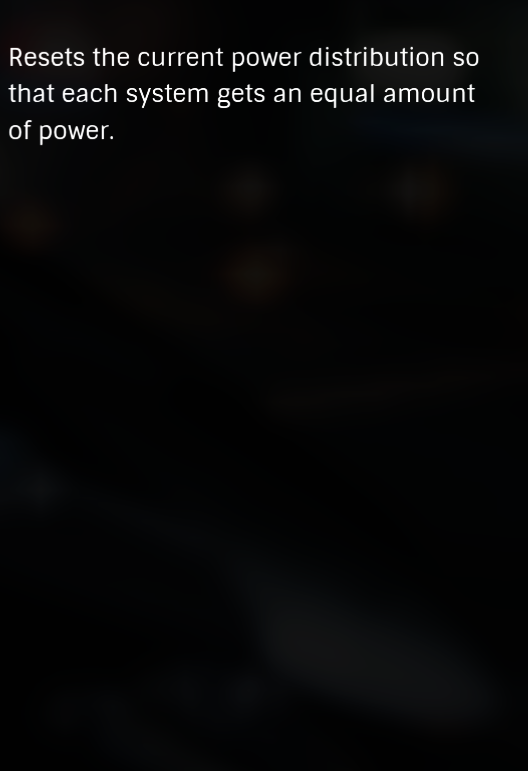 Resets the current power distribution so
that each system gets an equal amount
of power.